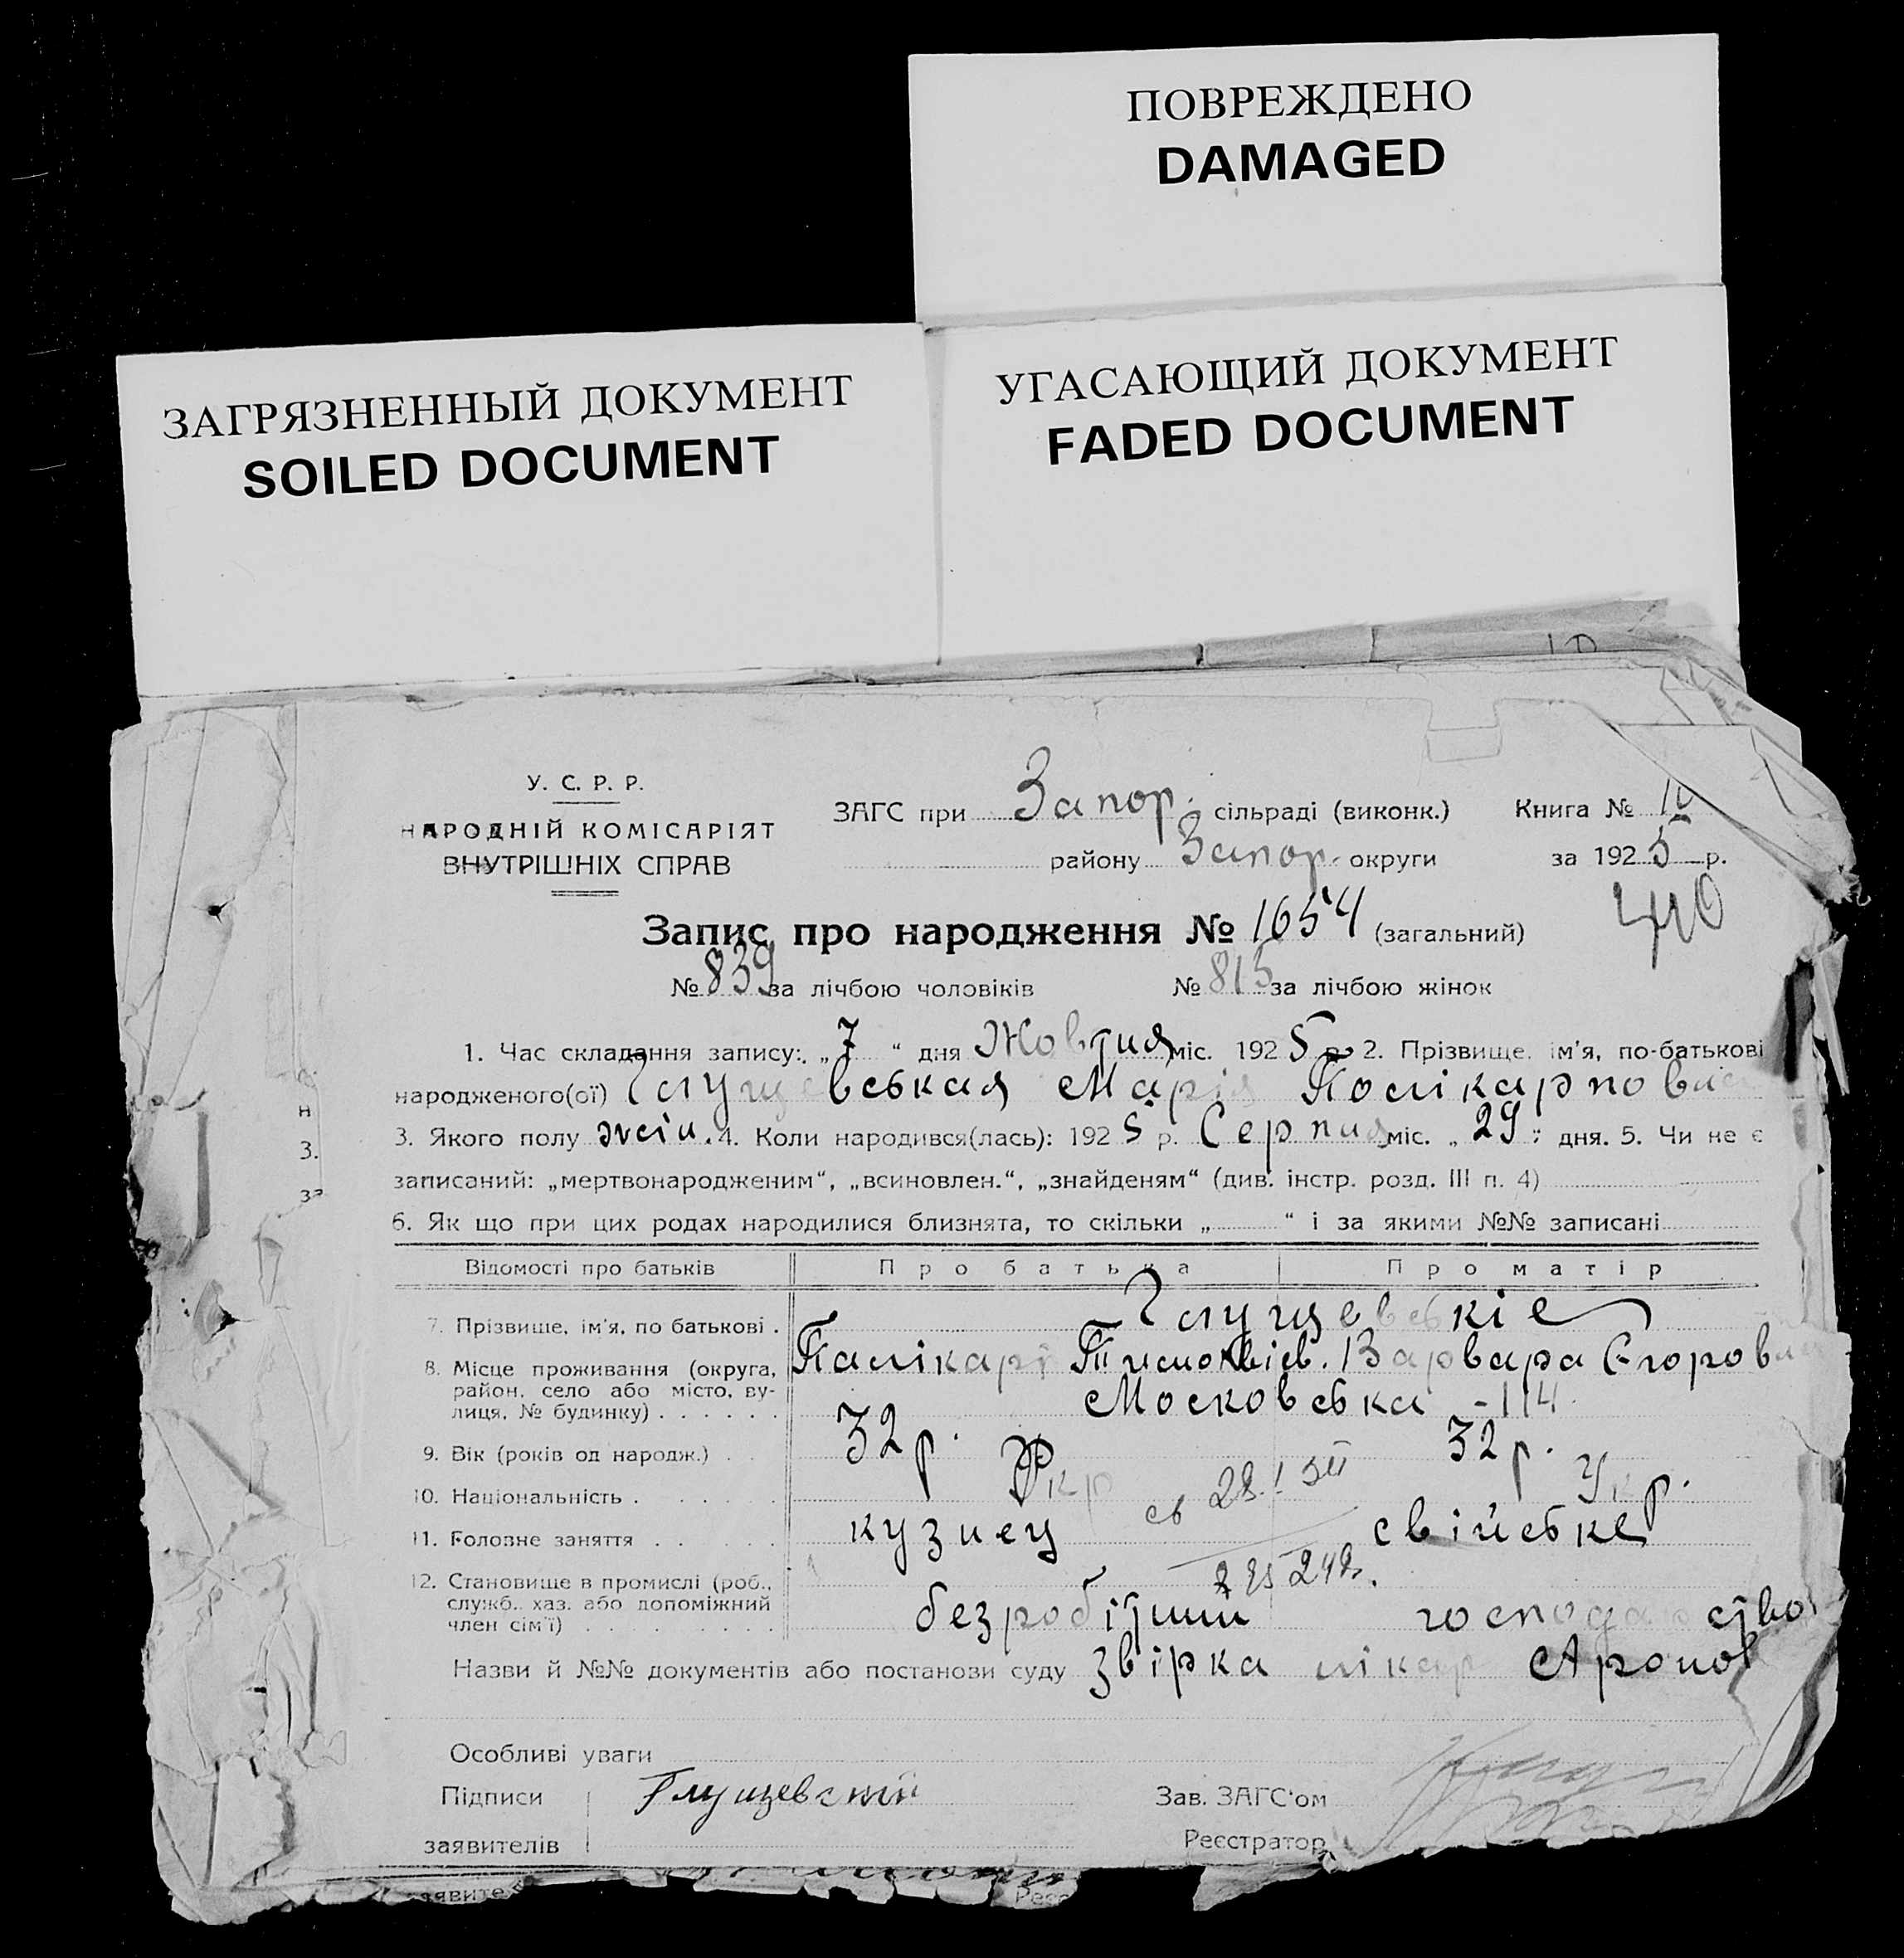 ПОВРЕЖДЕНО
DAMAGED
ЗАГРЯЗНЕННЫЙ ДОКУМЕНТ
SOILED DOCUMENT
УГАСАЮЩИЙ ДОКУМЕНТ
FADED DOCUMENT
У. С. Р. Р.
НАРОДНІЙ КОМІСАРІЯТ
ВНУТРІШНІХ СПРАВ
ЗАГС при Запор. сільраді (виконк.) Книга №
району Запор. округи за 1925 р.
Запис про народження № 1654 (загальний) 440
№ 839 за лічбою чоловіків № 815 за лічбою жінок
1. Час складання запису: „7“ дня Жовтня міс. 1925 р. 2. Прізвище, ім'я, по-батькові
народженого(ої) Глущевськая Марія Полікарповна
3. Якого полу жін. 4. Коли народився(лась): 1925 р. Серпня міс. „29“ дня. 5. Чи не є
записаний: „мертвонародженим“, „всиновлен.“, „знайденям“ (див. інстр. розд. III п. 4)
6. Як що при цих родах народилися близнята, то скільки „ “ і за якими №№ записані
Відомості про батьків Про батька Про матір
7. Прізвище, ім'я, по батькові . Глущевські е
8. Місце проживання (округа, Палікарп Тимофіїв. Варвара Єгоровна
район, село або місто, ву-
лиця, № будинку) . . . . . . Московська - 114
9. Вік (років од народж.) . . 32 р. 32 р.
10. Національність . Укр Укр.
11. Головне заняття . . кузнец свійське
12. Становище в промислі (роб.,
служб., хаз. або допоміжний
член сім'ї) безробітний господарство
Назви й №№ документів або постанови суду звірка лікар Аронов
Особливі уваги
Підписи Глущевский Зав. ЗАГС'ом
заявителів Реєстратор